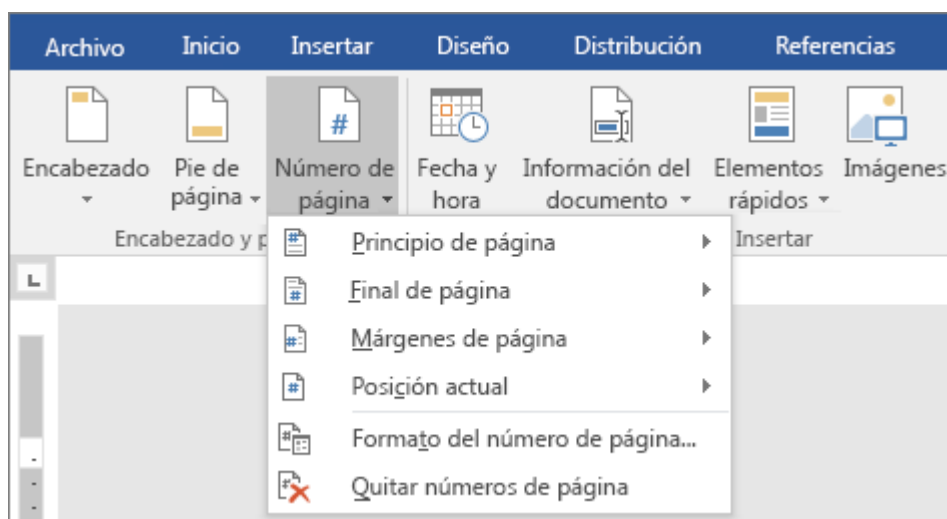 Archivo Inicio Insertar Diseño Distribución Referencias
Encabezado Pie de página Número de página Fecha y hora Información del documento Elementos rápidos Imágenes
Encabezado y p Insertar
Principio de página
Final de página
Márgenes de página
Posición actual
Formato del número de página...
Quitar números de página